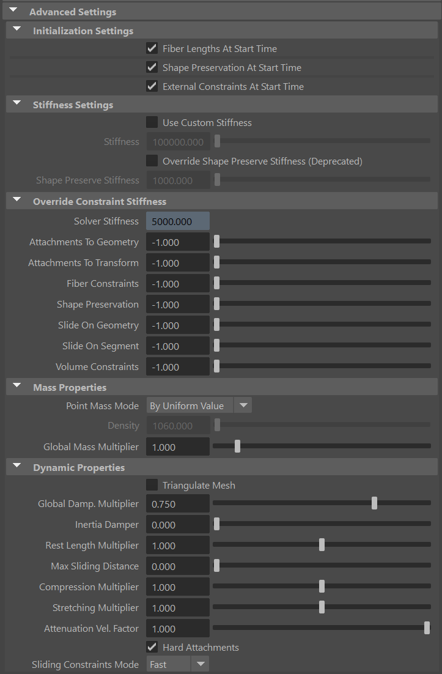 Advanced Settings
Initialization Settings
Fiber Lengths At Start Time
Shape Preservation At Start Time
External Constraints At Start Time
Stiffness Settings
Use Custom Stiffness
Stiffness 100000.000
Override Shape Preserve Stiffness (Deprecated)
Shape Preserve Stiffness 1000.000
Override Constraint Stiffness
Solver Stiffness 5000.000
Attachments To Geometry -1.000
Attachments To Transform -1.000
Fiber Constraints -1.000
Shape Preservation -1.000
Slide On Geometry -1.000
Slide On Segment -1.000
Volume Constraints -1.000
Mass Properties
Point Mass Mode By Uniform Value
Density 1060.000
Global Mass Multiplier 1.000
Dynamic Properties
Triangulate Mesh
Global Damp. Multiplier 0.750
Inertia Damper 0.000
Rest Length Multiplier 1.000
Max Sliding Distance 0.000
Compression Multiplier 1.000
Stretching Multiplier 1.000
Attenuation Vel. Factor 1.000
Hard Attachments
Sliding Constraints Mode Fast